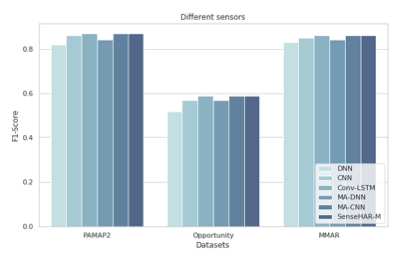 Different sensors
F1-Score
0.8
0.6
0.4
0.2
0.0
DNN
CNN
Conv-LSTM
MA-DNN
MA-CNN
SenseHAR-M
PAMAP2 Opportunity MMAR
Datasets